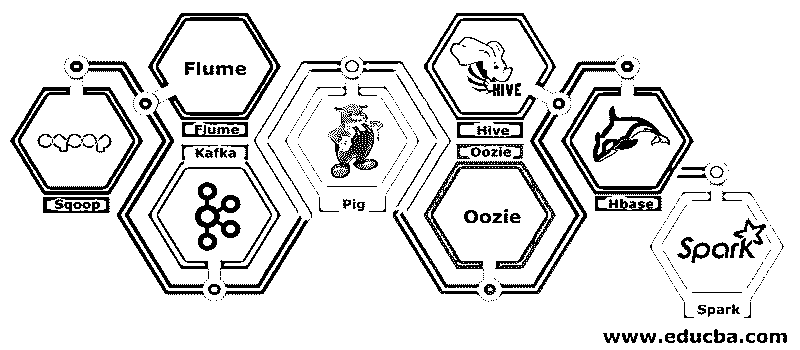 sqoop
Sqoop
Flume
Flume
Kafka
Pig
HIVE
Hive
Oozie
Oozie
Hbase
Spark
Spark
www.educba.com